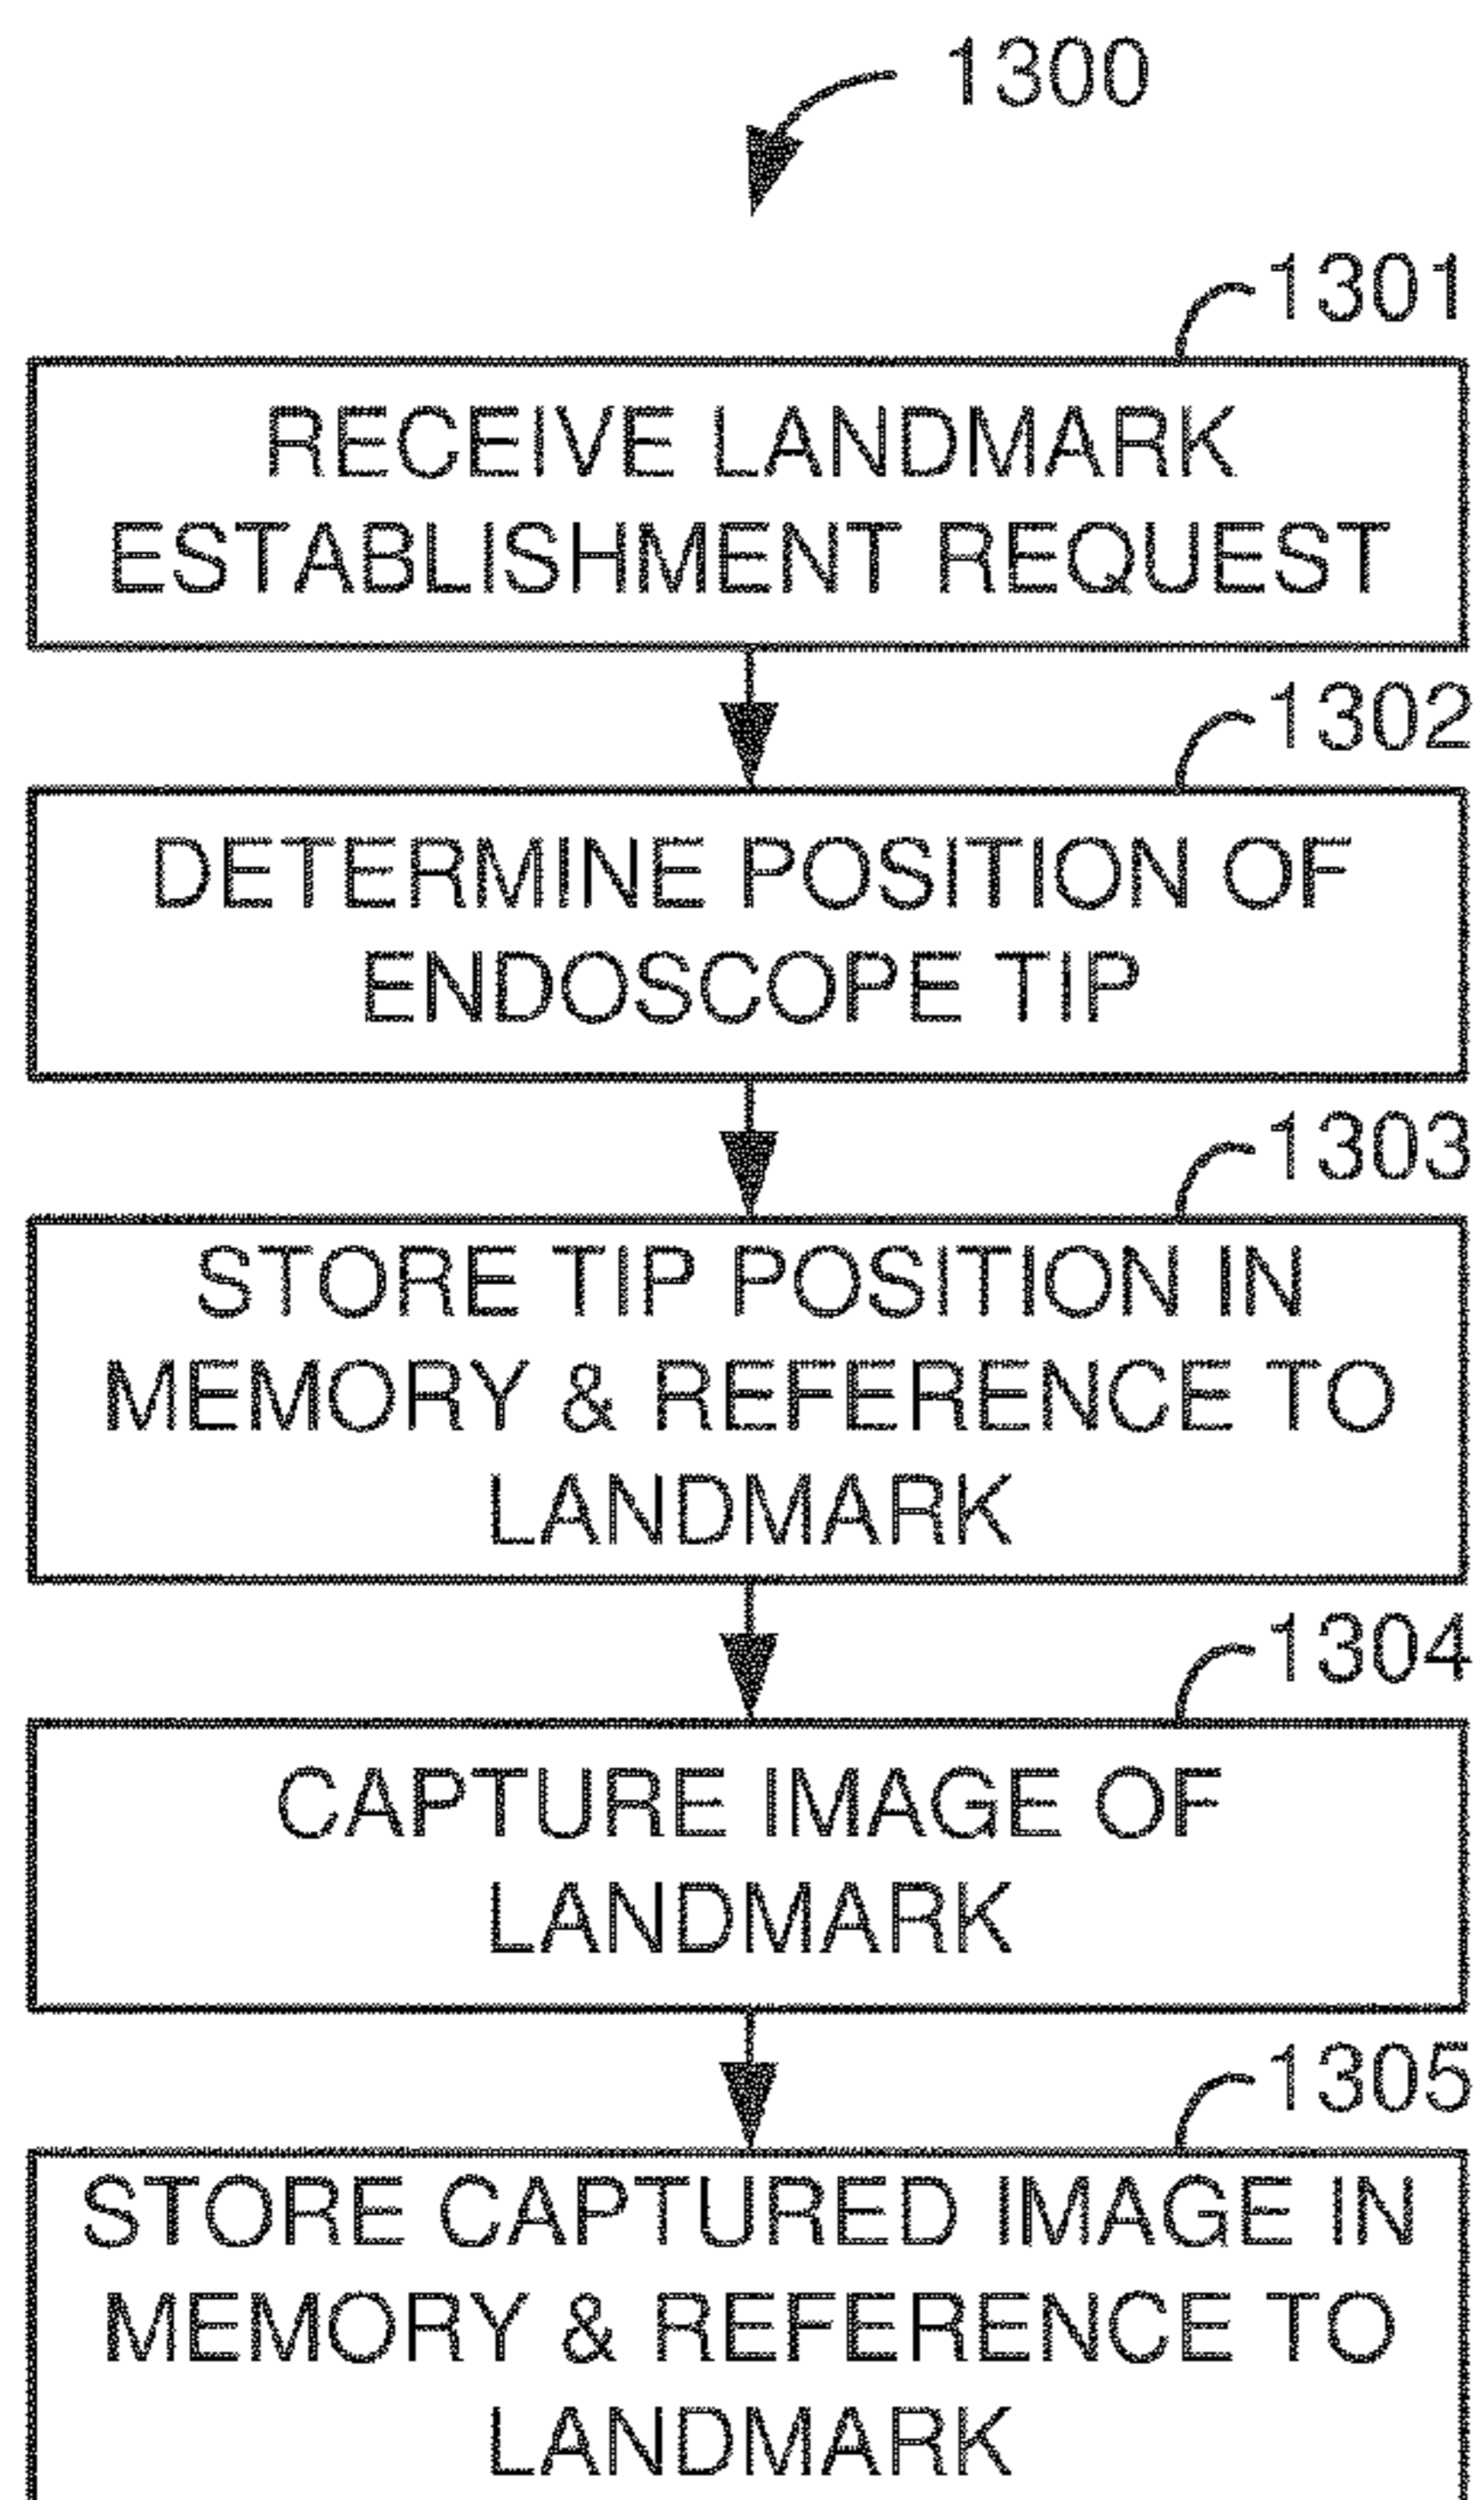 1300
1301
RECEIVE LANDMARK
ESTABLISHMENT REQUEST
1302
DETERMINE POSITION OF
ENDOSCOPE TIP
1303
STORE TIP POSITION IN
MEMORY & REFERENCE TO
LANDMARK
1304
CAPTURE IMAGE OF
LANDMARK
1305
STORE CAPTURED IMAGE IN
MEMORY & REFERENCE TO
LANDMARK